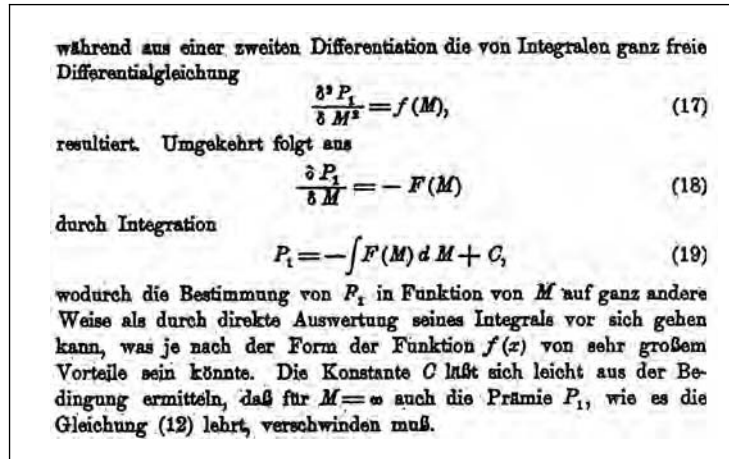 während aus einer zweiten Differentiation die von Integralen ganz freie
Differentialgleichung
∂² P₁ / ∂ M² = f (M), (17)
resultiert. Umgekehrt folgt aus
∂ P₁ / ∂ M = − F (M) (18)
durch Integration
P₁ = −∫ F (M) d M + C, (19)
wodurch die Bestimmung von P₁ in Funktion von M auf ganz andere
Weise als durch direkte Auswertung seines Integrals vor sich gehen
kann, was je nach der Form der Funktion f (x) von sehr großem
Vorteile sein könnte. Die Konstante C läßt sich leicht aus der Be-
dingung ermitteln, daß für M = ∞ auch die Prämie P₁, wie es die
Gleichung (12) lehrt, verschwinden muß.